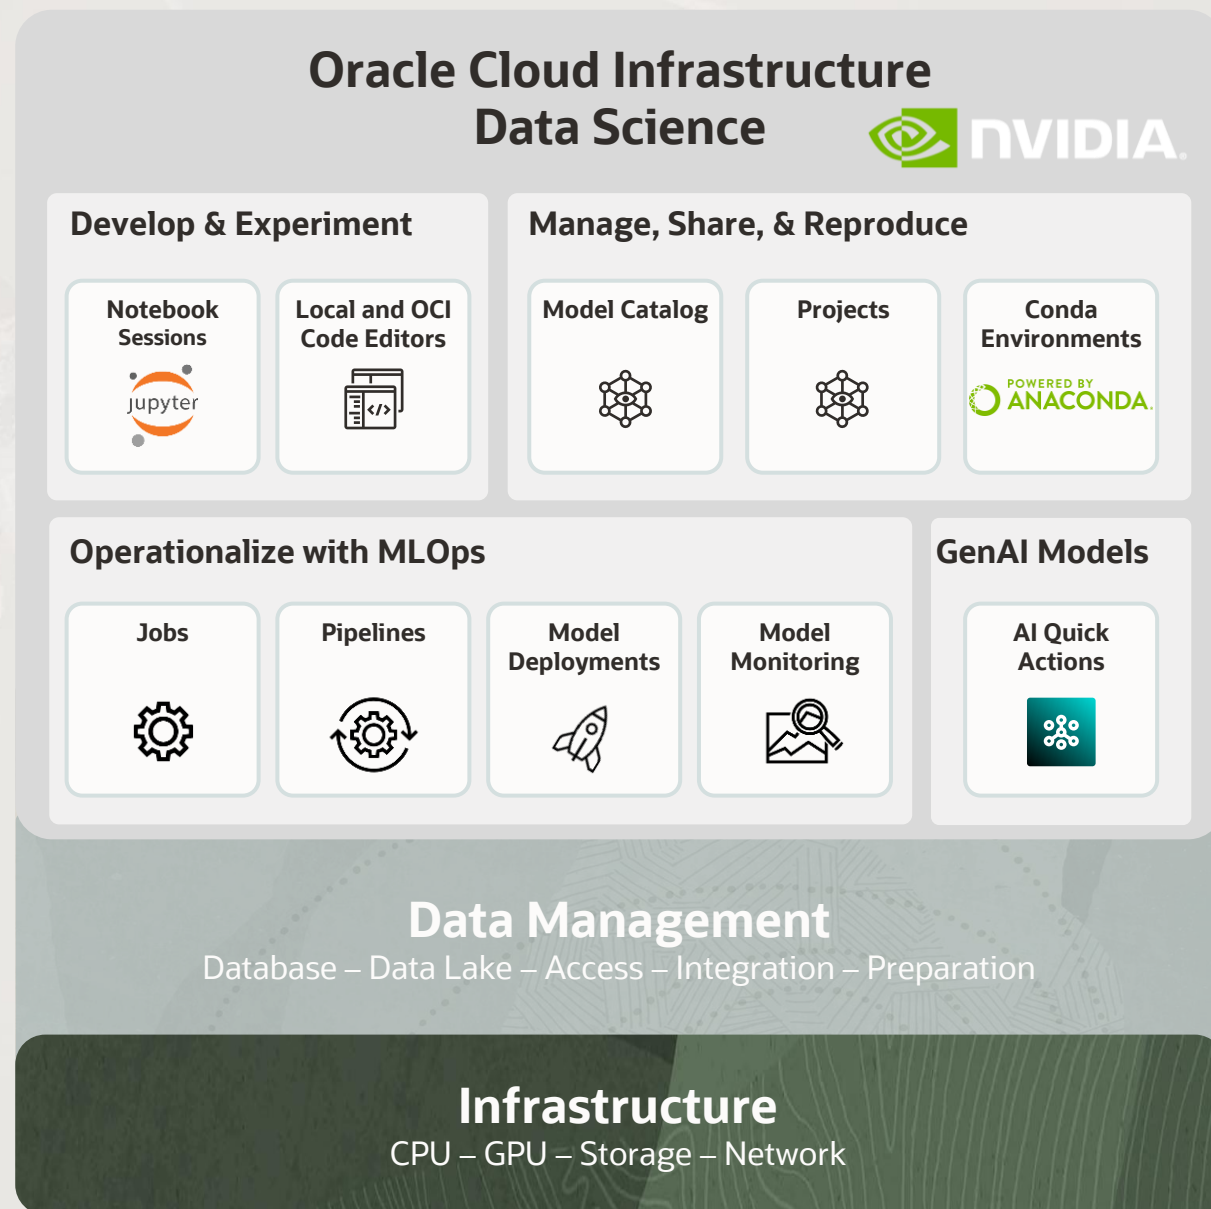 Oracle Cloud Infrastructure
Data Science
NVIDIA.
Develop & Experiment
Notebook
Sessions
jupyter
Local and OCI
Code Editors
</>
Manage, Share, & Reproduce
Model Catalog
Projects
Conda
Environments
POWERED BY
ANACONDA.
Operationalize with MLOps
Jobs
Pipelines
Model
Deployments
Model
Monitoring
GenAI Models
AI Quick
Actions
Data Management
Database – Data Lake – Access – Integration – Preparation
Infrastructure
CPU – GPU – Storage – Network